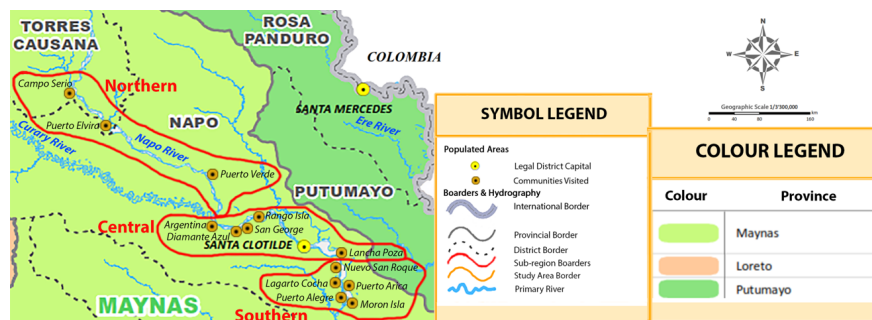 TORRES
CAUSANA
ROSA
PANDURO
COLOMBIA
Campo Serio
Northern
SANTA MERCEDES
NAPO
Puerto Elvira
Ere River
Curary River
Napo River
Puerto Verde
PUTUMAYO
Central
Rango Isla
Argentina
San George
Diamante Azul
SANTA CLOTILDE
Lancha Poza
Nuevo San Roque
Lagarto Cocha
Puerto Arica
Puerto Alegre
Moron Isla
MAYNAS
Southern
SYMBOL LEGEND
Populated Areas
Legal District Capital
Communities Visited
Boarders & Hydrography
International Border
Provincial Border
District Border
Sub-region Boarders
Study Area Border
Primary River
N
W
E
S
Geographic Scale 1/3'300,000
km
0 40 80 160
COLOUR LEGEND
Colour Province
Maynas
Loreto
Putumayo